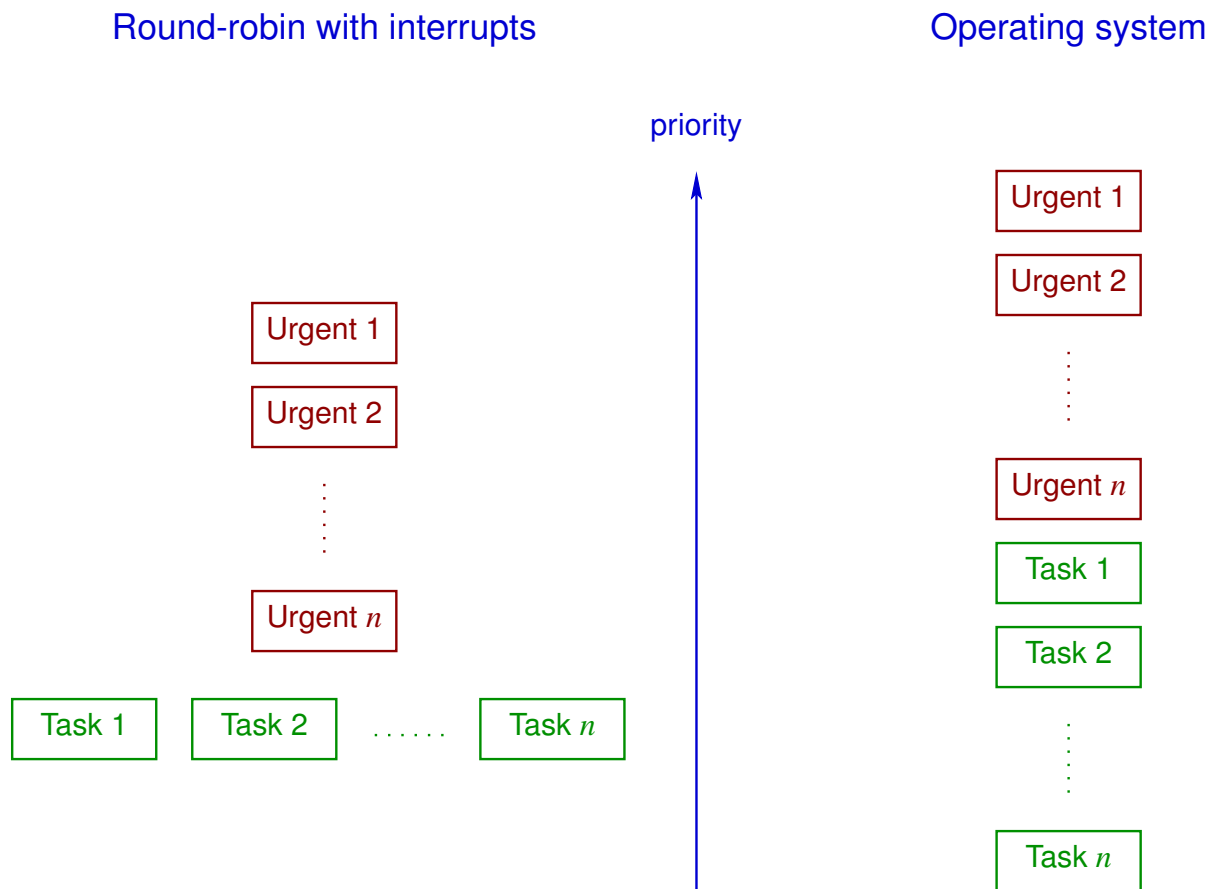 Round-robin with interrupts
Operating system
priority
Urgent 1
Urgent 2
Urgent n
Task 1
Task 2
......
Task n
Urgent 1
Urgent 2
Urgent n
Task 1
Task 2
Task n